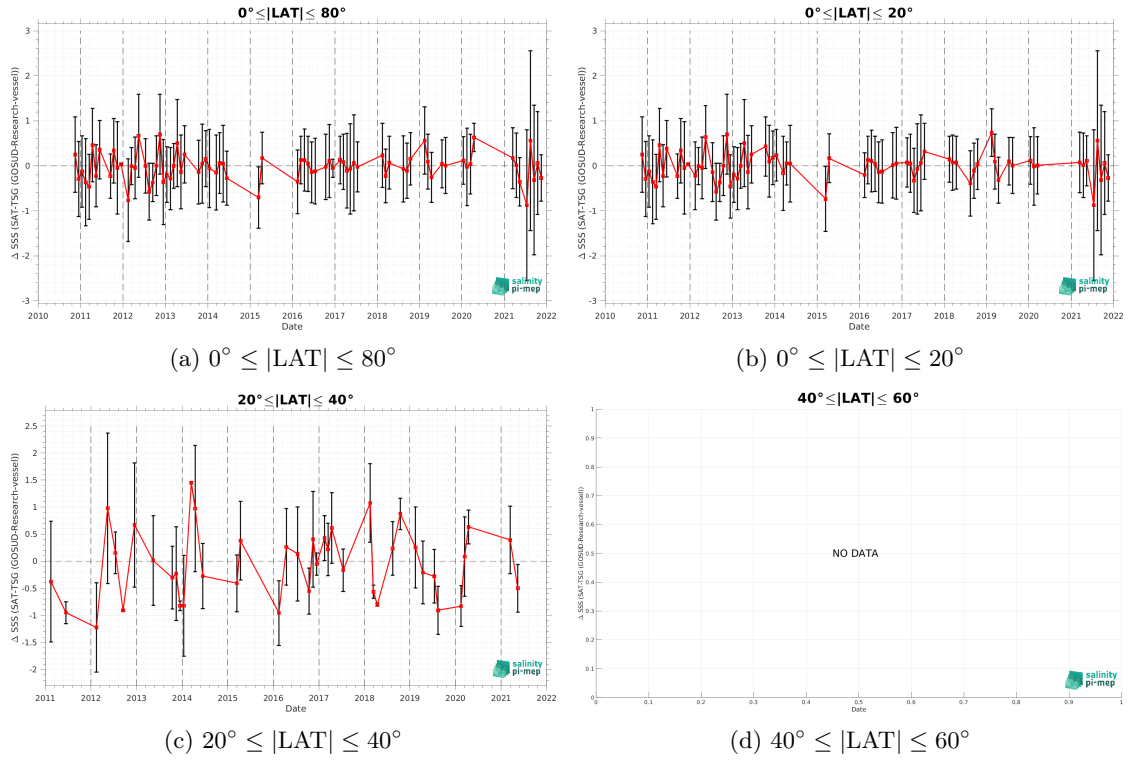 0°≤|LAT|≤ 80°
Δ SSS (SAT-TSG (GOSUD-Research-vessel))
3
2
1
0
-1
-2
-3
2010 2011 2012 2013 2014 2015 2016 2017 2018 2019 2020 2021 2022
Date
salinity
pi-mep
(a) 0° ≤ |LAT| ≤ 80°
0°≤|LAT|≤ 20°
Δ SSS (SAT-TSG (GOSUD-Research-vessel))
3
2
1
0
-1
-2
-3
2010 2011 2012 2013 2014 2015 2016 2017 2018 2019 2020 2021 2022
Date
salinity
pi-mep
(b) 0° ≤ |LAT| ≤ 20°
20°≤|LAT|≤ 40°
Δ SSS (SAT-TSG (GOSUD-Research-vessel))
2.5
2
1.5
1
0.5
0
-0.5
-1
-1.5
-2
2011 2012 2013 2014 2015 2016 2017 2018 2019 2020 2021 2022
Date
salinity
pi-mep
(c) 20° ≤ |LAT| ≤ 40°
40°≤|LAT|≤ 60°
Δ SSS (SAT-TSG (GOSUD-Research-vessel))
1
0.9
0.8
0.7
0.6
0.5
0.4
0.3
0.2
0.1
0
NO DATA
0 0.1 0.2 0.3 0.4 0.5 0.6 0.7 0.8 0.9 1
Date
salinity
pi-mep
(d) 40° ≤ |LAT| ≤ 60°